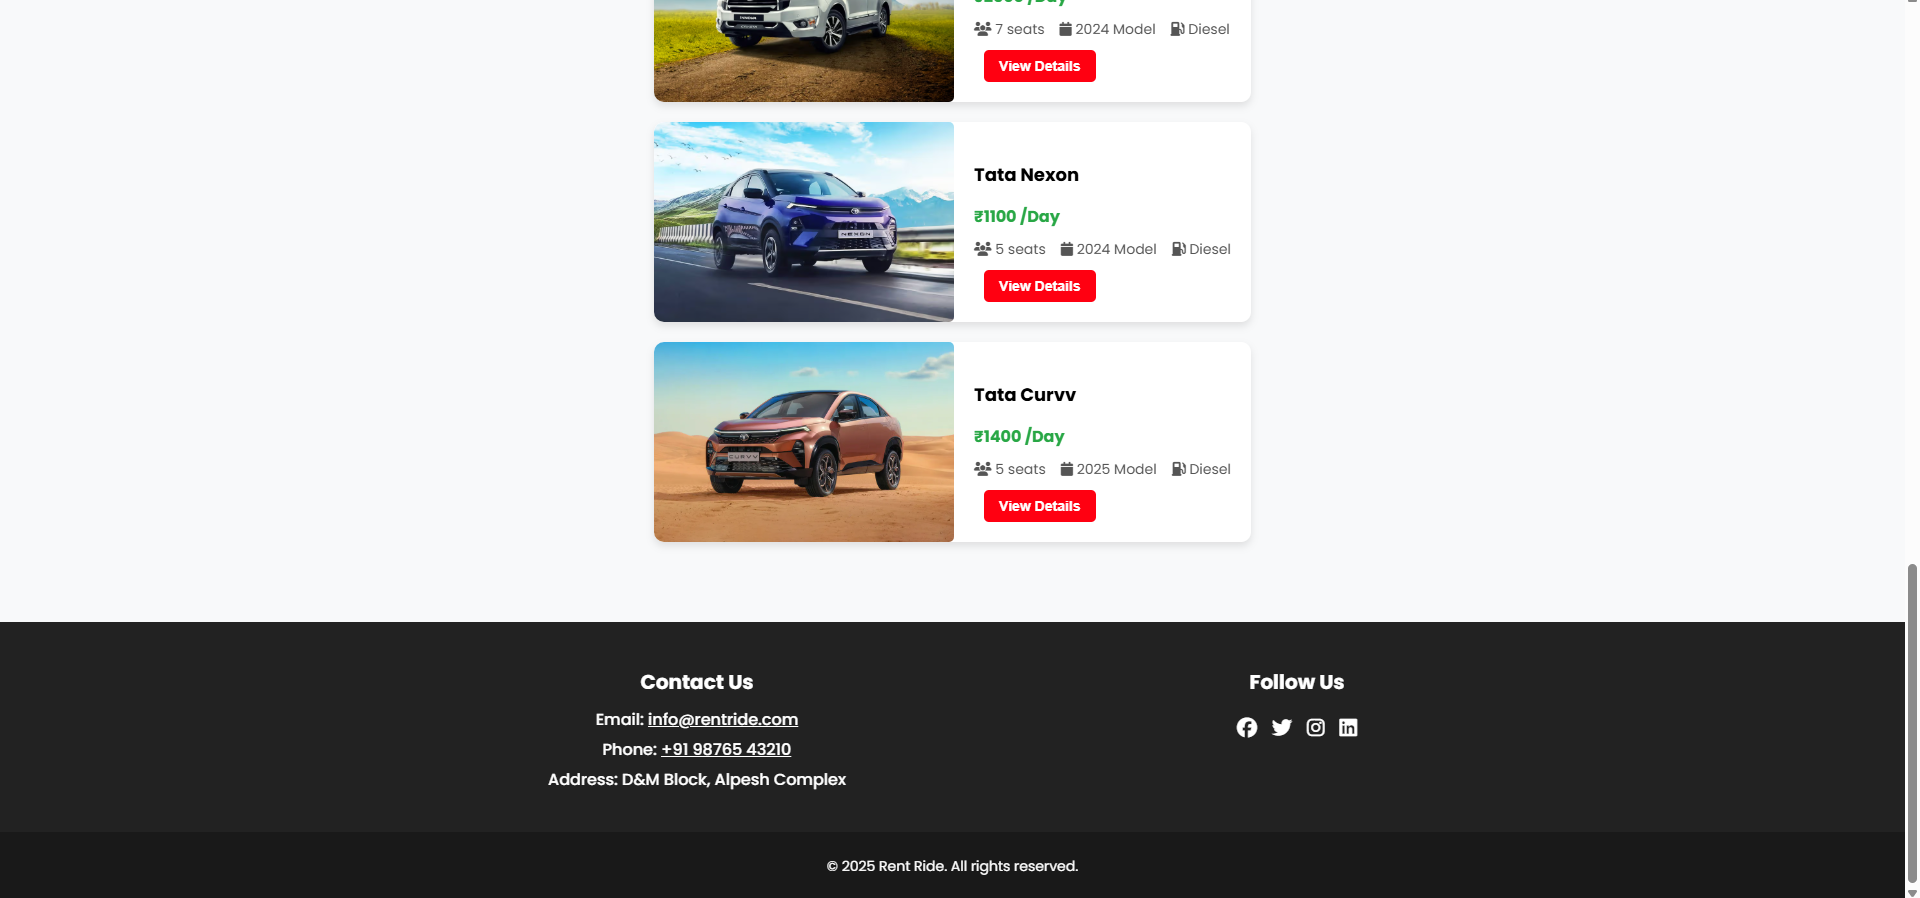 7 seats 2024 Model Diesel
View Details
NEXON
Tata Nexon
₹1100 /Day
5 seats 2024 Model Diesel
View Details
CURVV
Tata Curvv
₹1400 /Day
5 seats 2025 Model Diesel
View Details
Contact Us
Email: info@rentride.com
Phone: +91 98765 43210
Address: D&M Block, Alpesh Complex
Follow Us
© 2025 Rent Ride. All rights reserved.